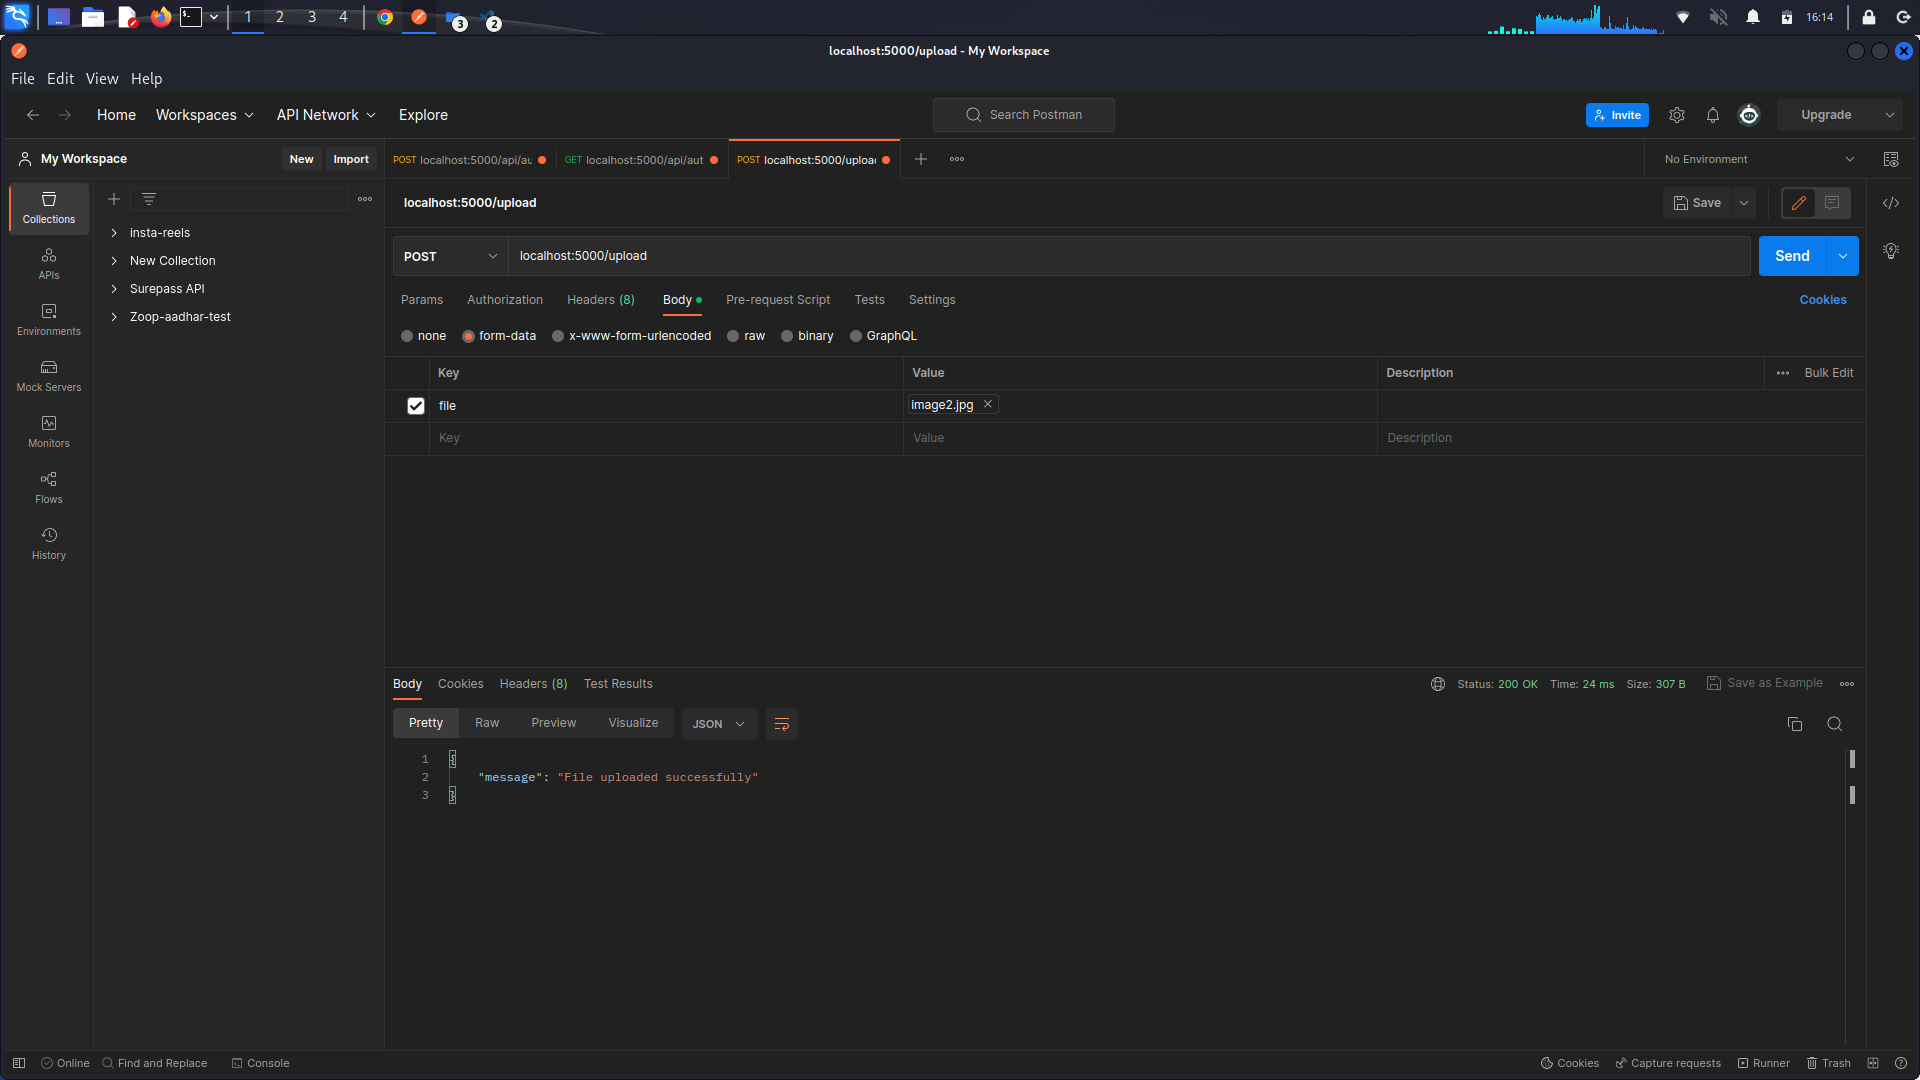 1 2 3 4 3 2 16:14
localhost:5000/upload - My Workspace
File Edit View Help
Home Workspaces API Network Explore Search Postman Invite Upgrade
My Workspace New Import POST localhost:5000/api/au GET localhost:5000/api/aut POST localhost:5000/upload No Environment
Collections
APIs
Environments
Mock Servers
Monitors
Flows
History
insta-reels
New Collection
Surepass API
Zoop-aadhar-test
localhost:5000/upload Save
POST localhost:5000/upload Send
Params Authorization Headers (8) Body Pre-request Script Tests Settings Cookies
none form-data x-www-form-urlencoded raw binary GraphQL
Key Value Description Bulk Edit
file image2.jpg
Key Value Description
Body Cookies Headers (8) Test Results Status: 200 OK Time: 24 ms Size: 307 B Save as Example
Pretty Raw Preview Visualize JSON
1 {
2 "message": "File uploaded successfully"
3 }
Online Find and Replace Console Cookies Capture requests Runner Trash